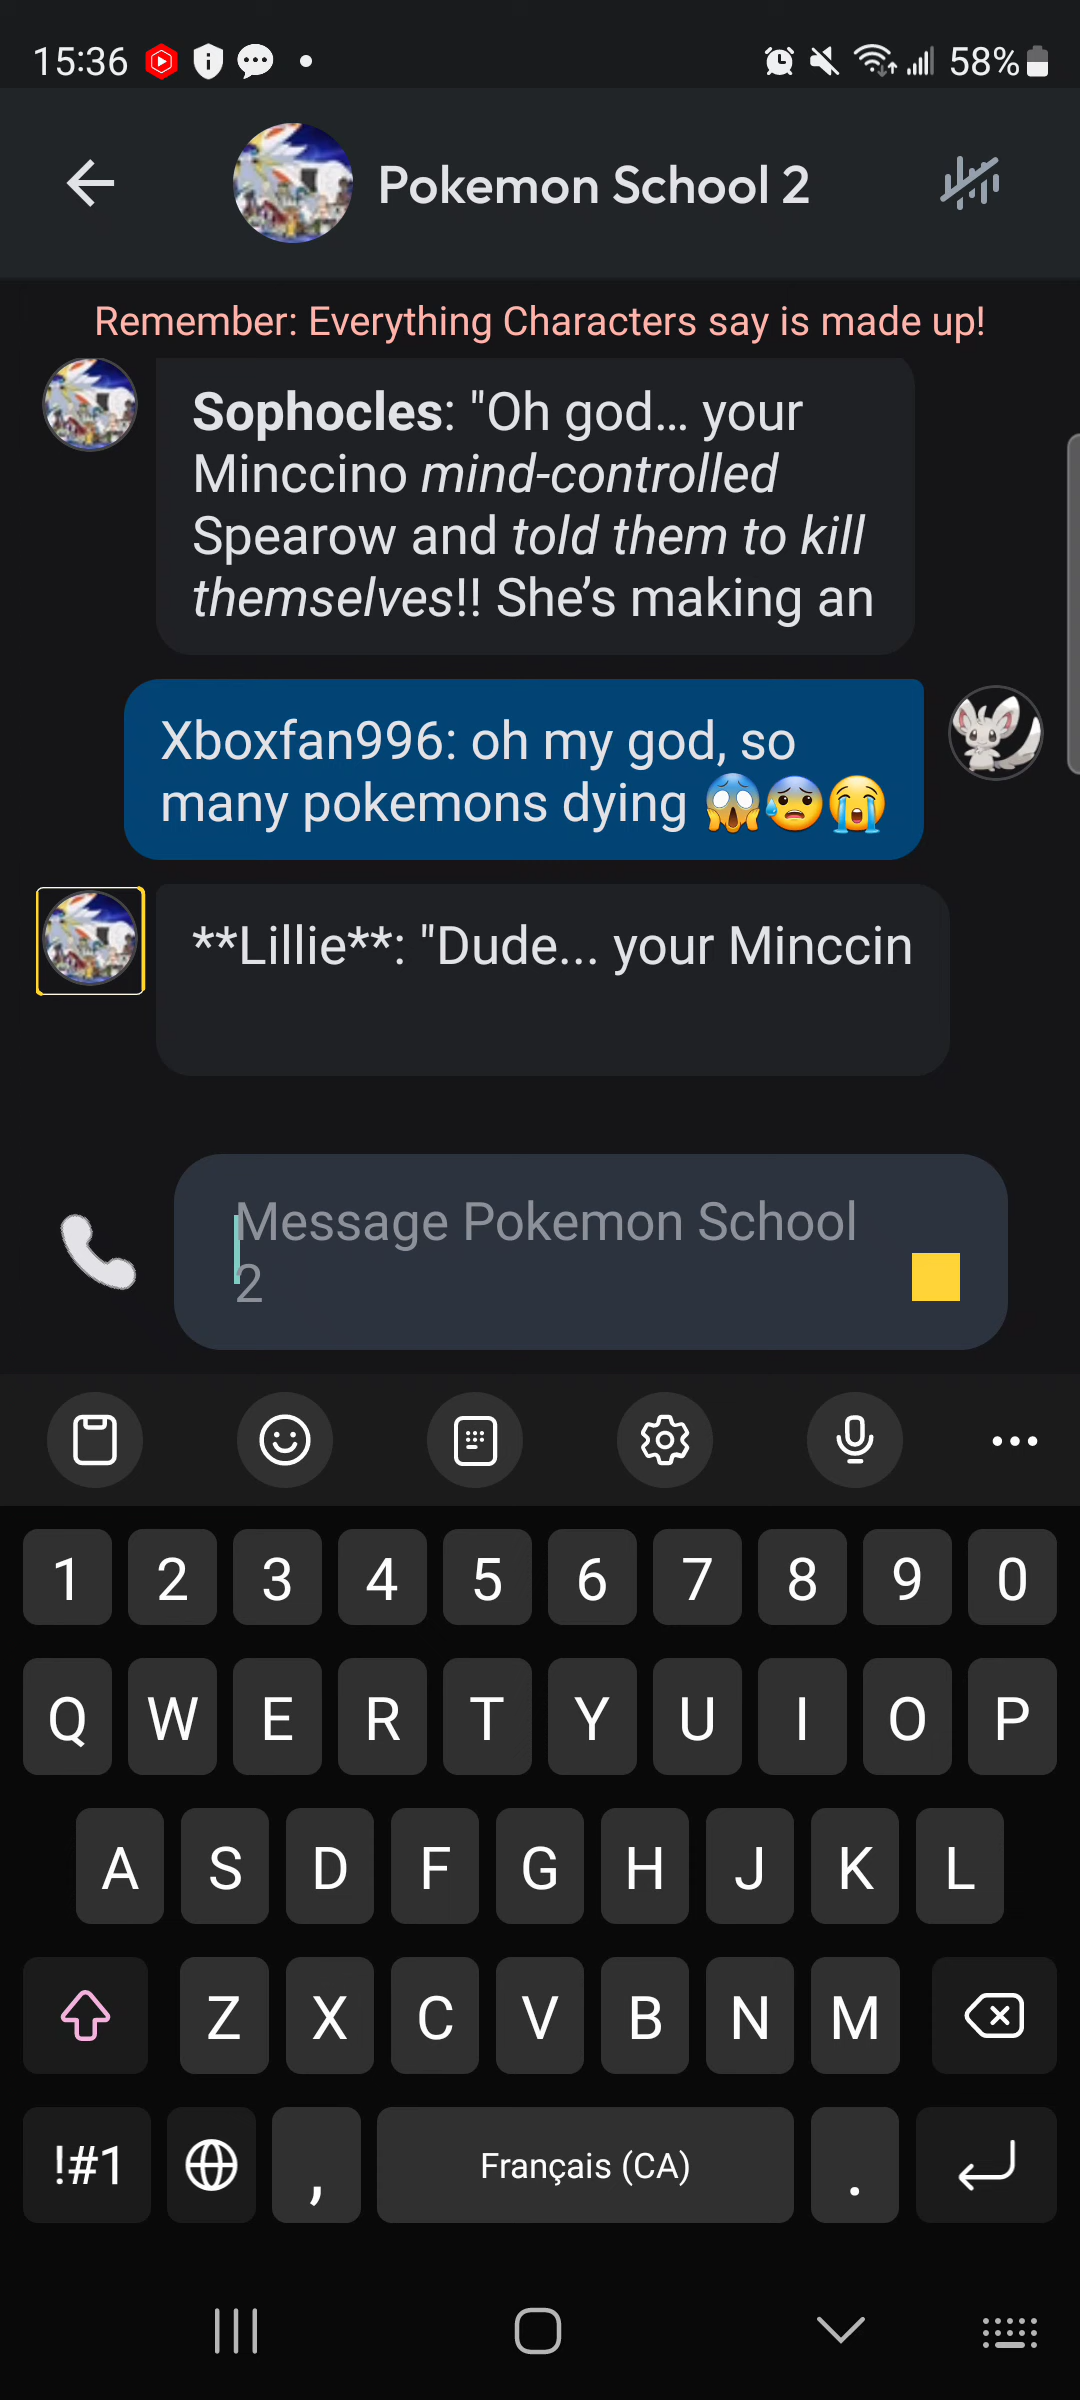 15:36
58%
Pokemon School 2
Remember: Everything Characters say is made up!
Sophocles: "Oh god... your
Minccino mind-controlled
Spearow and told them to kill
themselves!! She’s making an
Xboxfan996: oh my god, so
many pokemons dying 😱😰😭
**Lillie**: "Dude... your Minccin
Message Pokemon School
2
1 2 3 4 5 6 7 8 9 0
Q W E R T Y U I O P
A S D F G H J K L
Z X C V B N M
!#1 , Français (CA) .